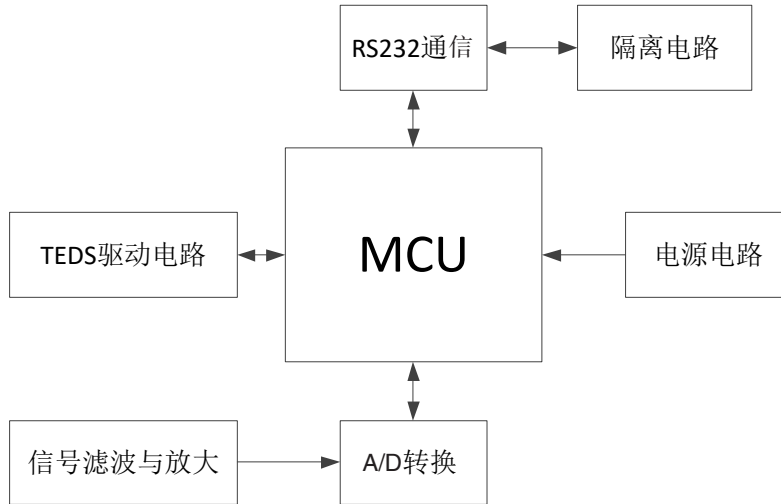 RS232通信
隔离电路
TEDS驱动电路
MCU
电源电路
信号滤波与放大
A/D转换